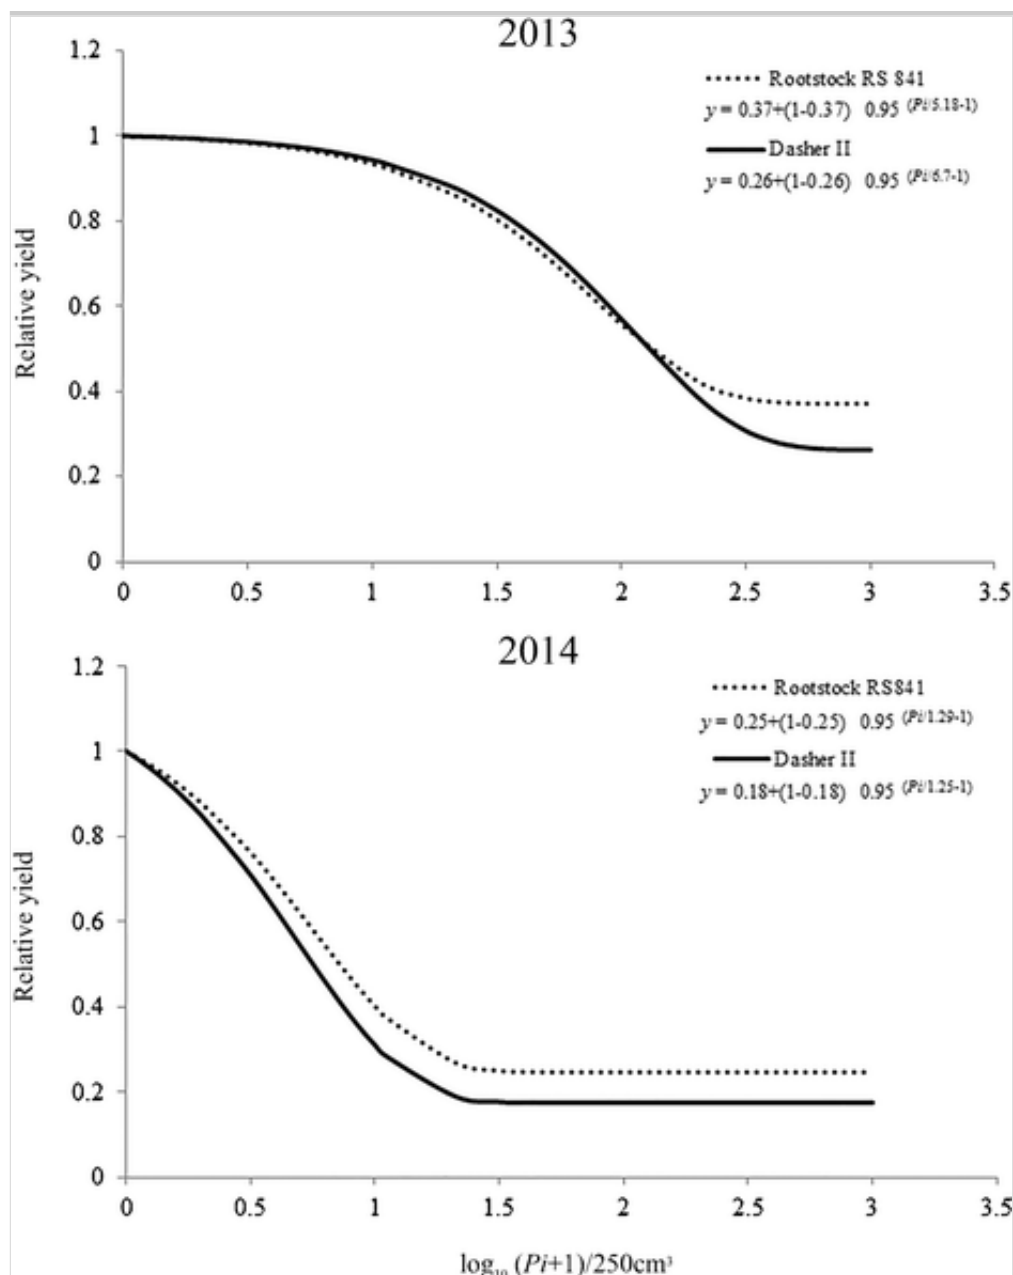 2013
1.2
1
0.8
0.6
0.4
0.2
0
Relative yield
Rootstock RS 841
y = 0.37+(1-0.37) 0.95 (Pi/5.18-1)
Dasher II
y = 0.26+(1-0.26) 0.95 (Pi/6.7-1)
0 0.5 1 1.5 2 2.5 3 3.5
2014
1.2
1
0.8
0.6
0.4
0.2
0
Relative yield
Rootstock RS841
y = 0.25+(1-0.25) 0.95 (Pi/1.29-1)
Dasher II
y = 0.18+(1-0.18) 0.95 (Pi/1.25-1)
0 0.5 1 1.5 2 2.5 3 3.5
log₁₀ (Pi+1)/250cm³